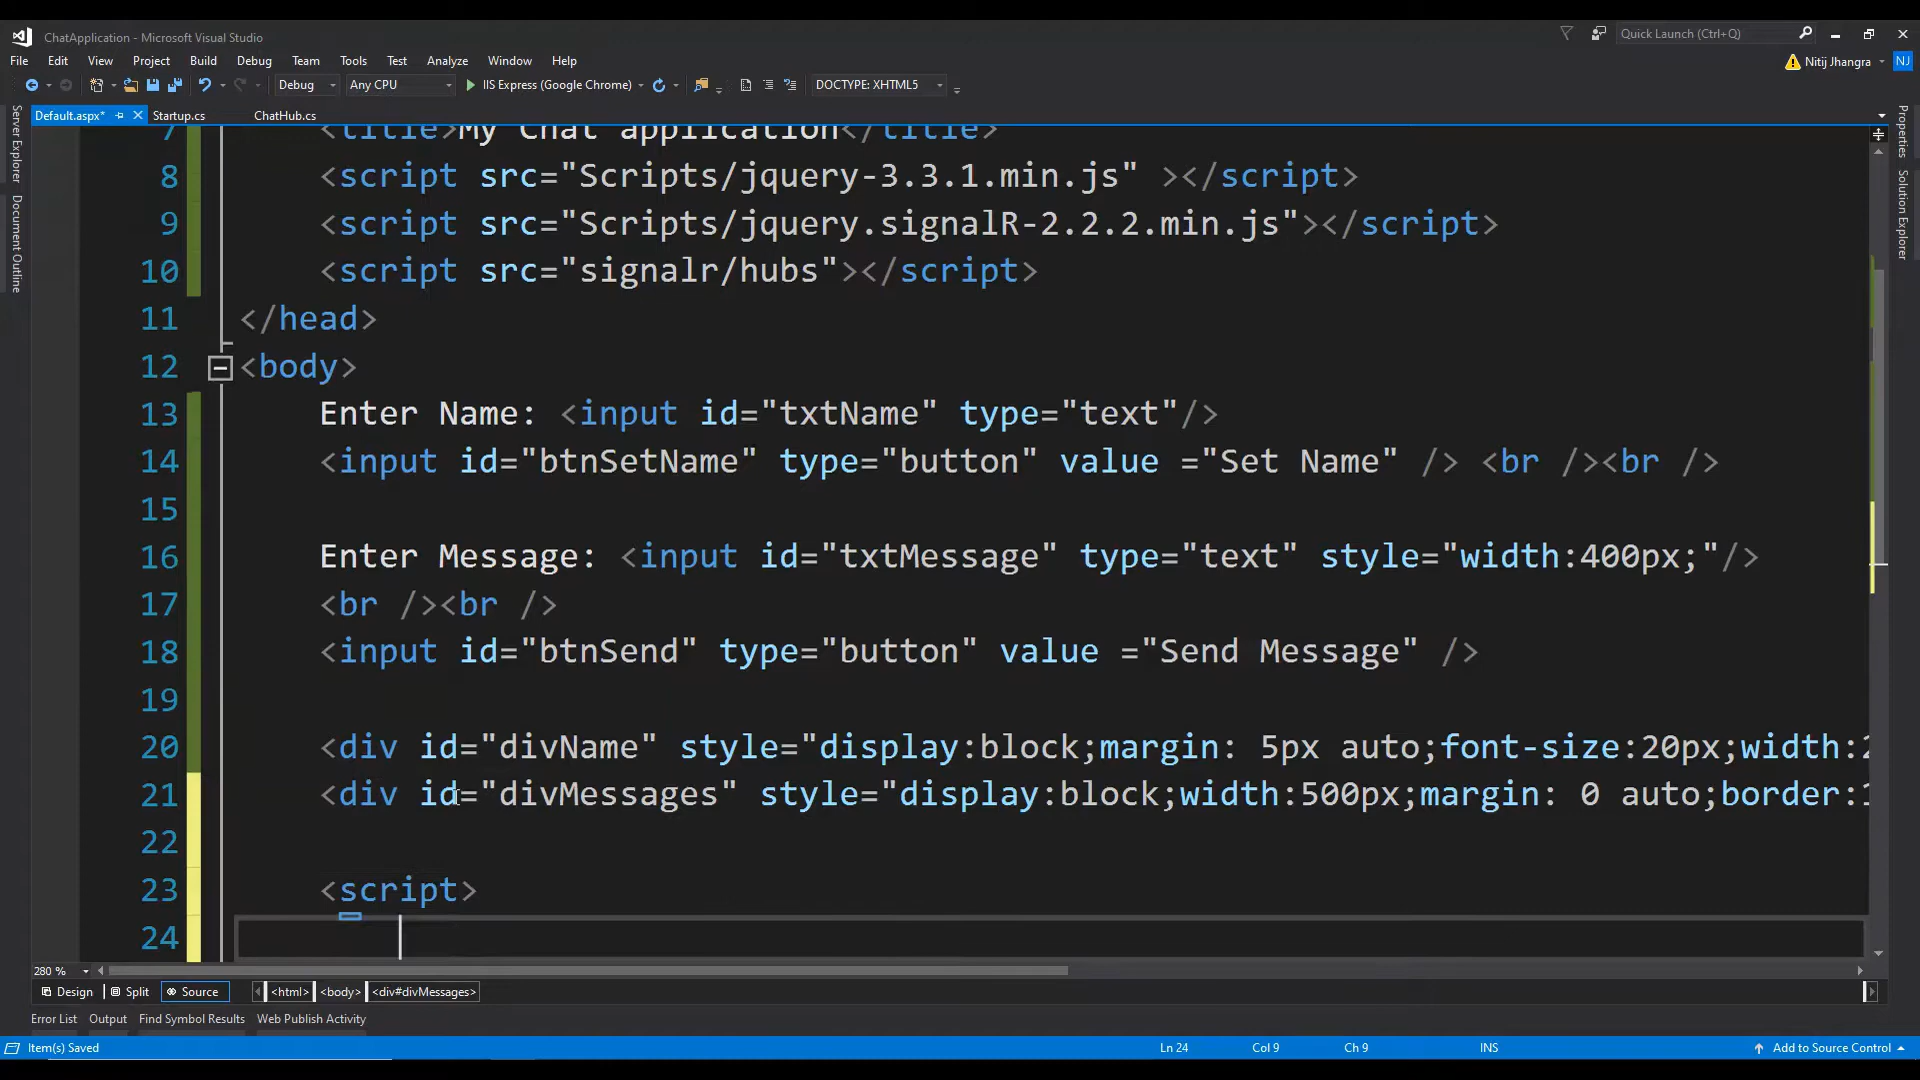 ChatApplication - Microsoft Visual Studio
Quick Launch (Ctrl+Q)
File Edit View Project Build Debug Team Tools Test Analyze Window Help
Nitij Jhangra NJ
Debug Any CPU IIS Express (Google Chrome) DOCTYPE: XHTML5
Default.aspx* Startup.cs ChatHub.cs
Server Explorer
Document Outline
Properties
Solution Explorer
7 <title>My Chat application</title>
8 <script src="Scripts/jquery-3.3.1.min.js" ></script>
9 <script src="Scripts/jquery.signalR-2.2.2.min.js"></script>
10 <script src="signalr/hubs"></script>
11 </head>
12 <body>
13 Enter Name: <input id="txtName" type="text"/>
14 <input id="btnSetName" type="button" value ="Set Name" /> <br /><br />
15
16 Enter Message: <input id="txtMessage" type="text" style="width:400px;"/>
17 <br /><br />
18 <input id="btnSend" type="button" value ="Send Message" />
19
20 <div id="divName" style="display:block;margin: 5px auto;font-size:20px;width:2
21 <div id="divMessages" style="display:block;width:500px;margin: 0 auto;border:1
22
23 <script>
24
280 %
Design Split Source <html> <body> <div#divMessages>
Error List Output Find Symbol Results Web Publish Activity
Item(s) Saved Ln 24 Col 9 Ch 9 INS Add to Source Control